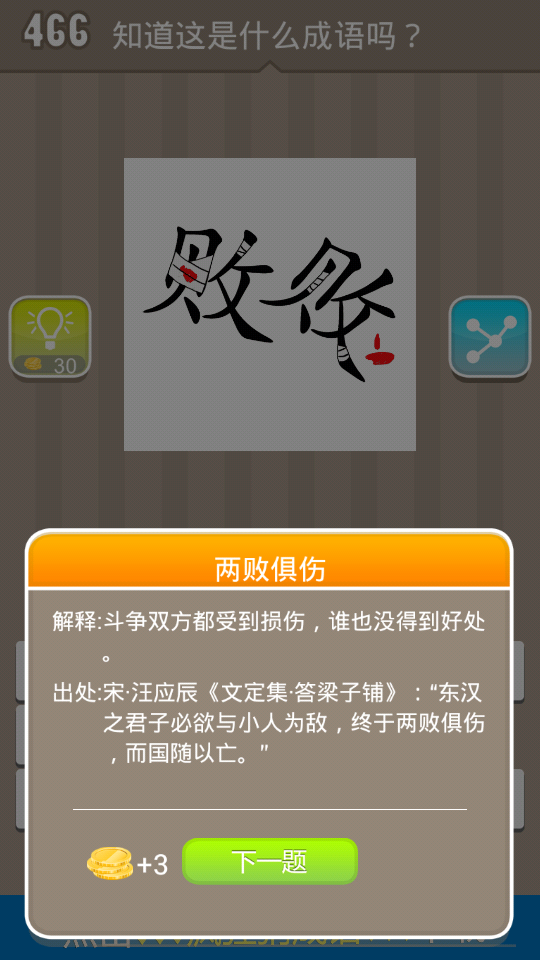 466 知道这是什么成语吗？
败
30
两败俱伤
解释:斗争双方都受到损伤，谁也没得到好处
。
出处:宋·汪应辰《文定集·答梁子铺》："东汉
之君子必欲与小人为敌，终于两败俱伤
，而国随以亡。"
+3 下一题